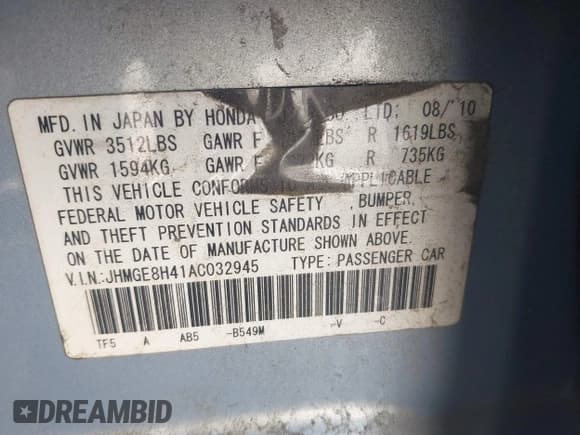 MFD. IN JAPAN BY HONDA LTD; 08/'10
GVWR 3512LBS GAWR F LBS R 1619LBS
GVWR 1594KG GAWR F KG R 735KG
THIS VEHICLE CONFORMS TO APPLICABLE
FEDERAL MOTOR VEHICLE SAFETY , BUMPER,
AND THEFT PREVENTION STANDARDS IN EFFECT
ON THE DATE OF MANUFACTURE SHOWN ABOVE.
V.I.N:JHMGE8H41AC032945 TYPE: PASSENGER CAR
TF5 A AB5 -B549M -V -C
DREAMBID